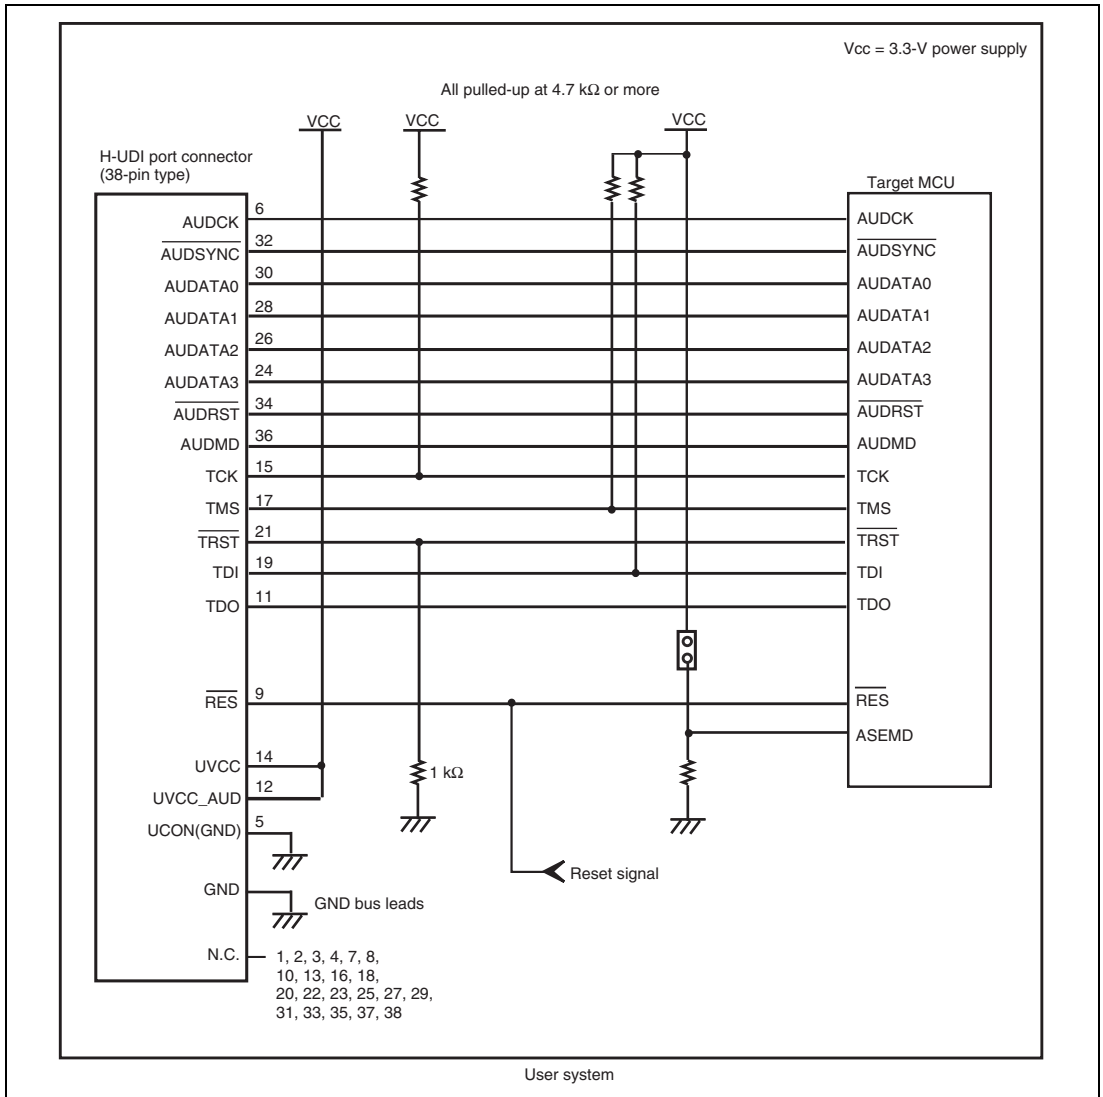 Vcc = 3.3-V power supply
All pulled-up at 4.7 kΩ or more
VCC
VCC
VCC
H-UDI port connector
(38-pin type)
Target MCU
AUDCK
6
AUDCK
AUDSYNC
32
AUDSYNC
AUDATA0
30
AUDATA0
AUDATA1
28
AUDATA1
AUDATA2
26
AUDATA2
AUDATA3
24
AUDATA3
AUDRST
34
AUDRST
AUDMD
36
AUDMD
TCK
15
TCK
TMS
17
TMS
TRST
21
TRST
TDI
19
TDI
TDO
11
TDO
RES
9
RES
ASEMD
UVCC
14
1 kΩ
UVCC_AUD
12
UCON(GND)
5
Reset signal
GND
GND bus leads
N.C.
1, 2, 3, 4, 7, 8,
10, 13, 16, 18,
20, 22, 23, 25, 27, 29,
31, 33, 35, 37, 38
User system